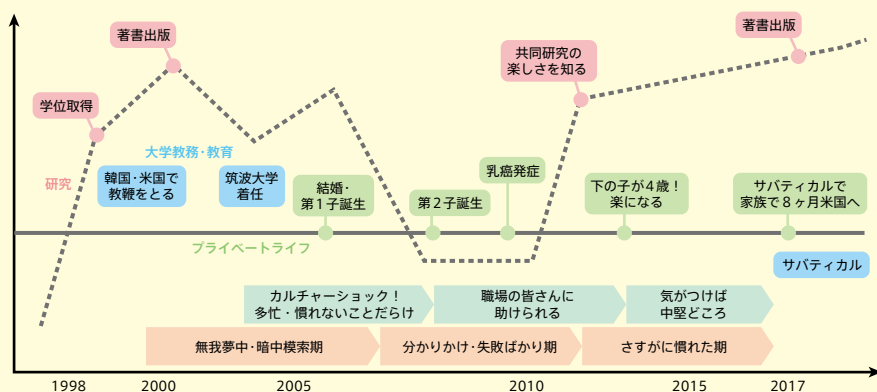 著書出版
学位取得
研究
大学教務・教育
韓国・米国で
教鞭をとる
筑波大学
着任
結婚・
第1子誕生
第2子誕生
乳癌発症
共同研究の
楽しさを知る
著書出版
下の子が4歳！
楽になる
サバティカルで
家族で8ヶ月米国へ
プライベートライフ
サバティカル
カルチャーショック！
多忙・慣れないことだらけ
職場の皆さんに
助けられる
気がつけば
中堅どころ
無我夢中・暗中模索期
分かりかけ・失敗ばかり期
さすがに慣れた期
1998 2000 2005 2010 2015 2017